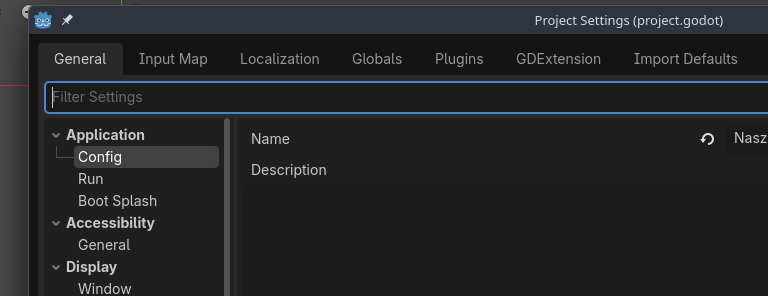 Project Settings (project.godot)
General Input Map Localization Globals Plugins GDExtension Import Defaults
Filter Settings
Application
Config
Run
Boot Splash
Accessibility
General
Display
Window
Name Nasz
Description